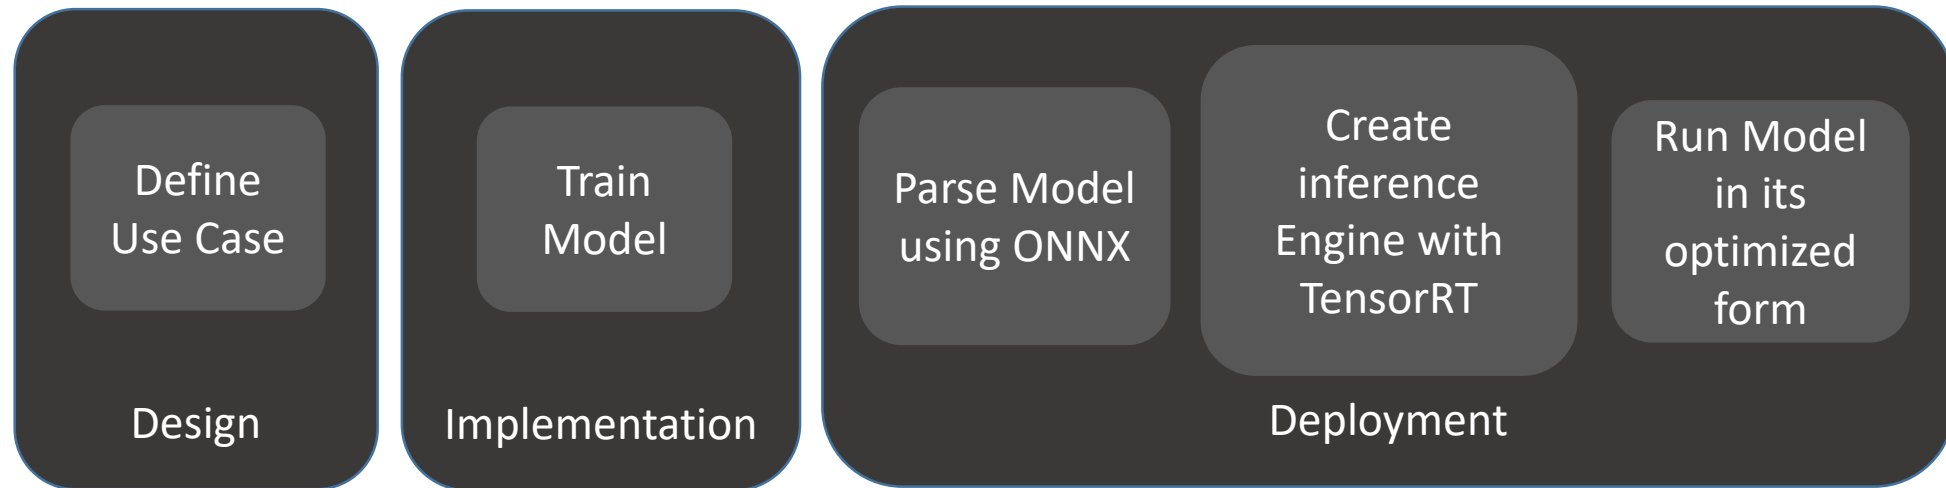 Define
Use Case
Design
Train
Model
Implementation
Parse Model
using ONNX
Create
inference
Engine with
TensorRT
Run Model
in its
optimized
form
Deployment